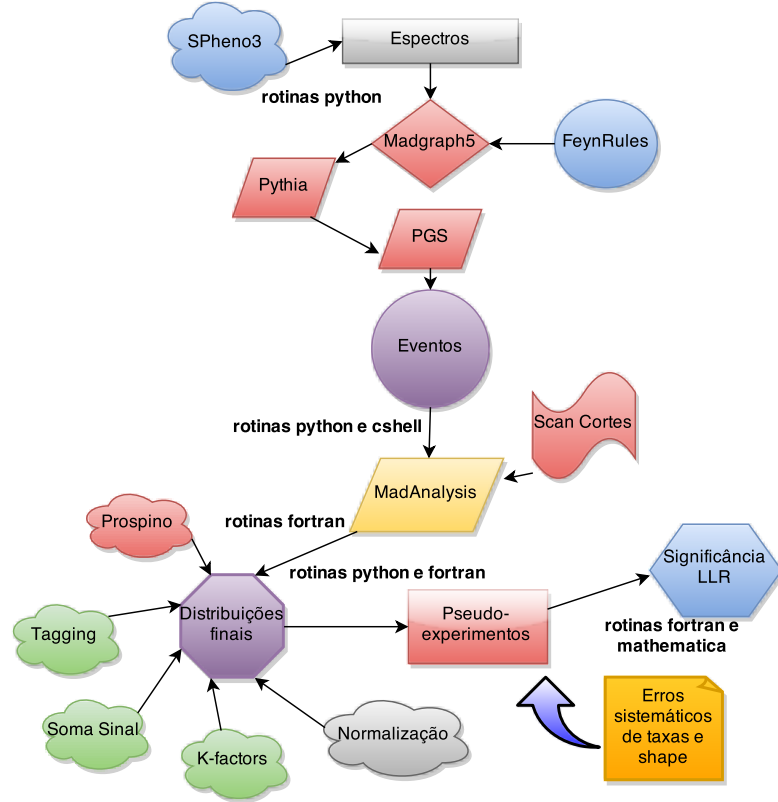 SPheno3
Espectros
rotinas python
Madgraph5
FeynRules
Pythia
PGS
Eventos
rotinas python e cshell
Scan Cortes
MadAnalysis
Prospino
rotinas fortran
rotinas python e fortran
Significância
LLR
Distribuições
finais
Pseudo-
experimentos
rotinas fortran e
mathematica
Tagging
Soma Sinal
K-factors
Normalização
Erros
sistemáticos
de taxas e
shape